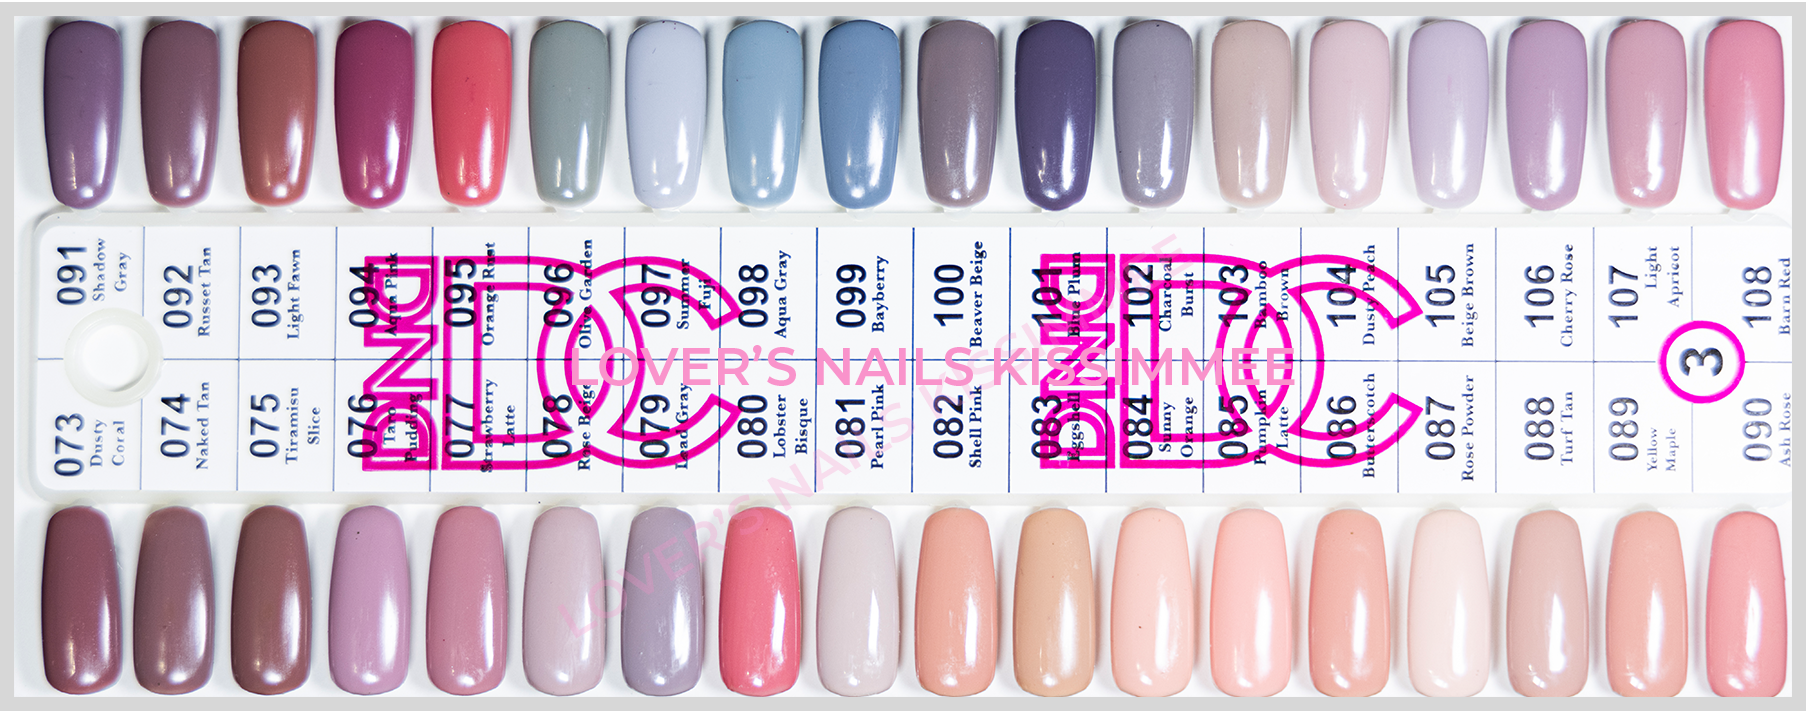 091
Shadow
Gray
092
Russet Tan
093
Light Fawn
094
Aqua Pink
095
Orange Rust
096
Olive Garden
097
Summer
Fuji
098
Aqua Gray
099
Bayberry
100
Beaver Beige
101
Bine Plum
102
Charcoal
Burst
103
Bamboo
Brown
104
Dusty Peach
105
Beige Brown
106
Cherry Rose
107
Light
Apricot
108
Barn Red
DND
DC
DND
DC
3
LOVER'S NAILS KISSIMMEE
LOVER'S NAILS KISSIMMEE
073
Dusty
Coral
074
Naked Tan
075
Tiramisu
Slice
076
Taro
Pudding
077
Strawberry
Latte
078
Rose Beige
079
Lead Gray
080
Lobster
Bisque
081
Pearl Pink
082
Shell Pink
083
Eggshell
084
Sunny
Orange
085
Pumpkin
Latte
086
Butterscotch
087
Rose Powder
088
Turf Tan
089
Yellow
Maple
090
Ash Rose